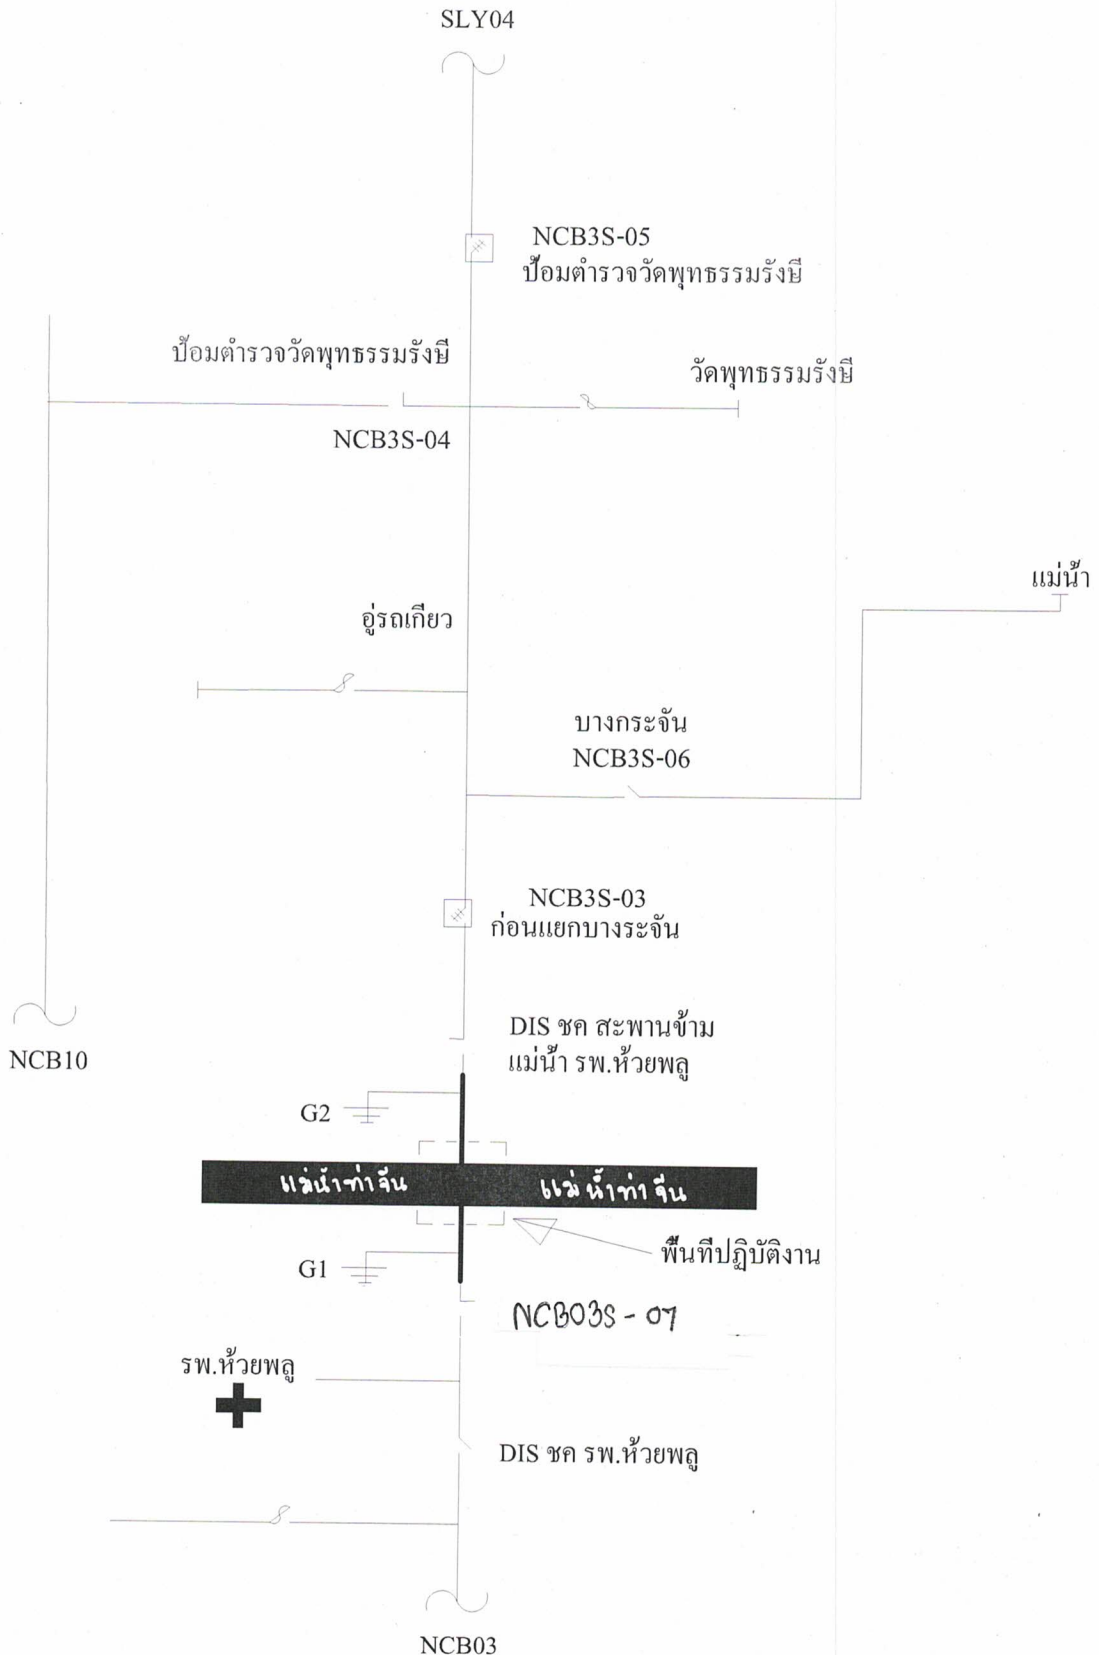 SLY04
NCB3S-05
ป้อมตำรวจวัดพุทธธรรมรังษี
ป้อมตำรวจวัดพุทธธรรมรังษี
วัดพุทธธรรมรังษี
NCB3S-04
แม่น้ำ
อู่รถเกียว
บางกระจัน
NCB3S-06
NCB3S-03
ก่อนแยกบางระจัน
DIS ชค สะพานข้าม
แม่น้ำ รพ.ห้วยพลู
NCB10
G2
แม่น้ำท่าจีน
แม่น้ำท่าจีน
พื้นที่ปฏิบัติงาน
G1
NCB03S-07
รพ.ห้วยพลู
DIS ชค รพ.ห้วยพลู
NCB03